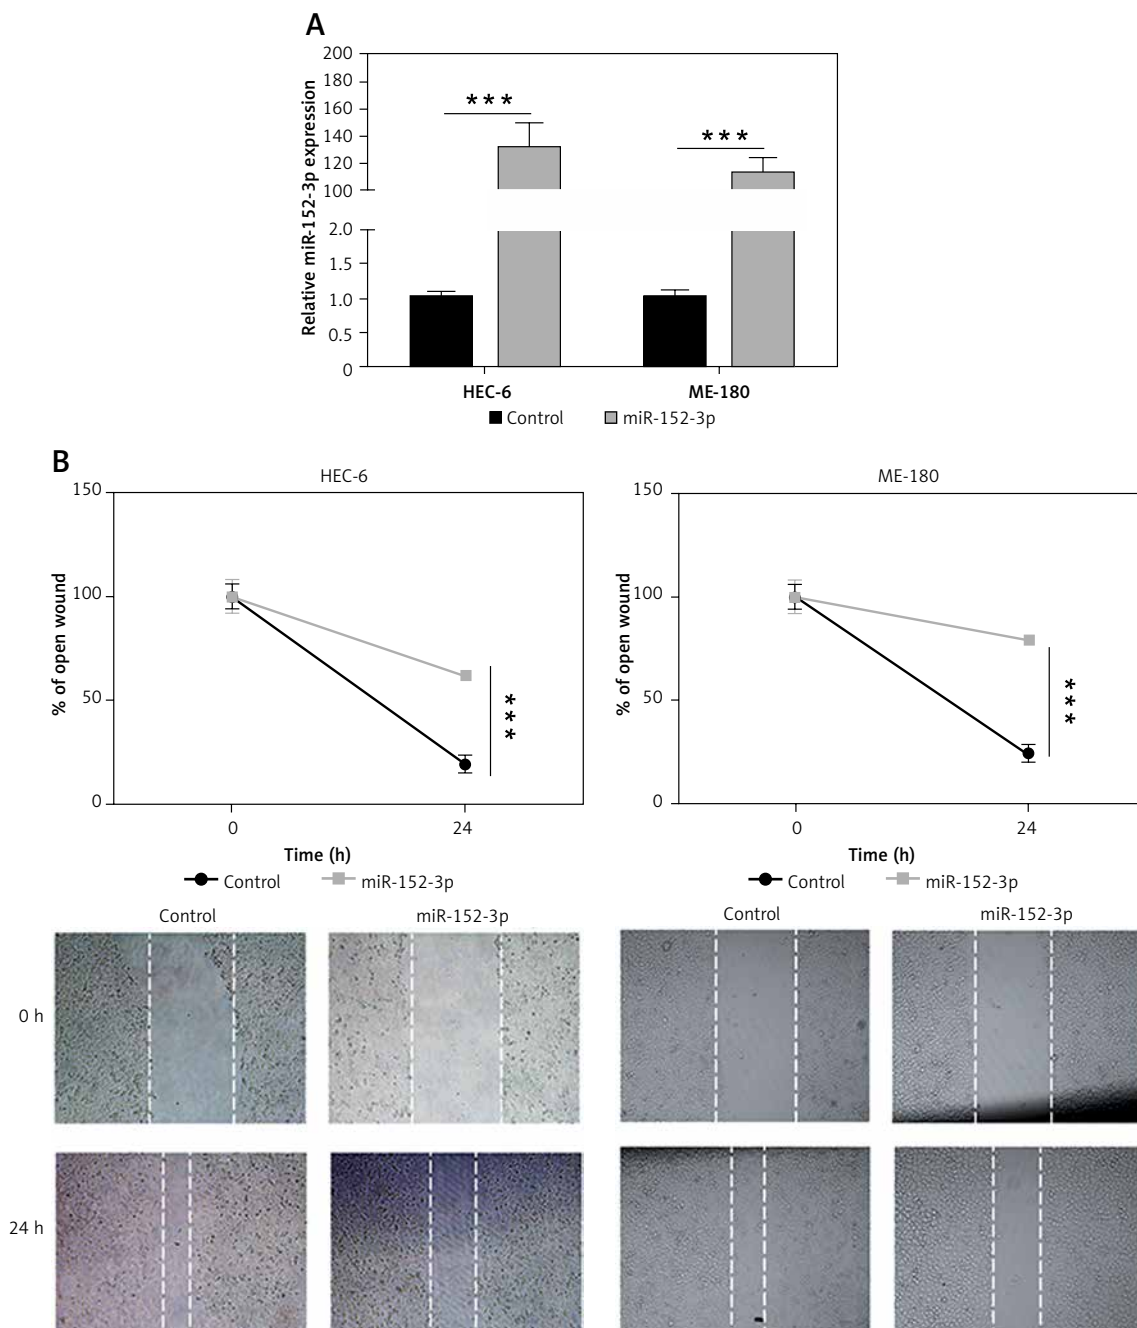 A
Relative miR-152-3p expression
200
180
160
140
120
100
2.0
1.5
1.0
0.5
0
***
***
HEC-6
ME-180
Control
miR-152-3p
B
HEC-6
% of open wound
150
100
50
0
***
0
24
Time (h)
Control
miR-152-3p
ME-180
% of open wound
150
100
50
0
***
0
24
Time (h)
Control
miR-152-3p
Control
miR-152-3p
Control
miR-152-3p
0 h
24 h